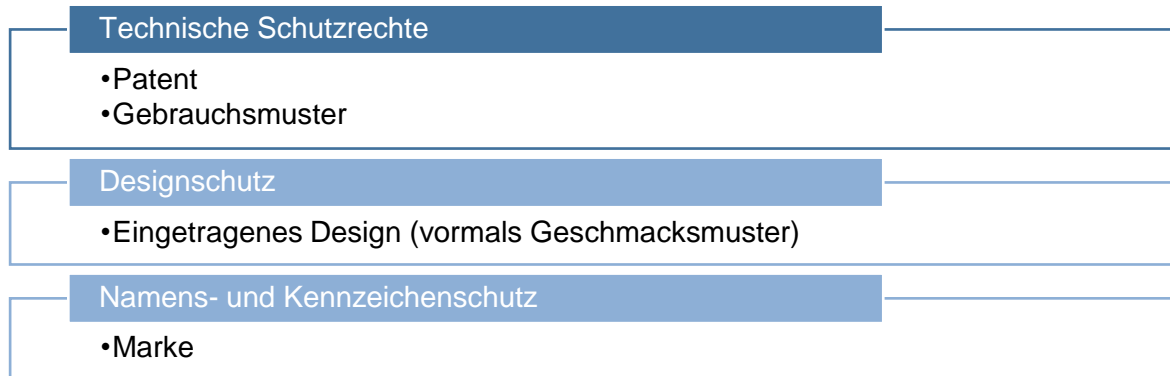 Technische Schutzrechte
•Patent
•Gebrauchsmuster
Designschutz
•Eingetragenes Design (vormals Geschmacksmuster)
Namens- und Kennzeichenschutz
•Marke